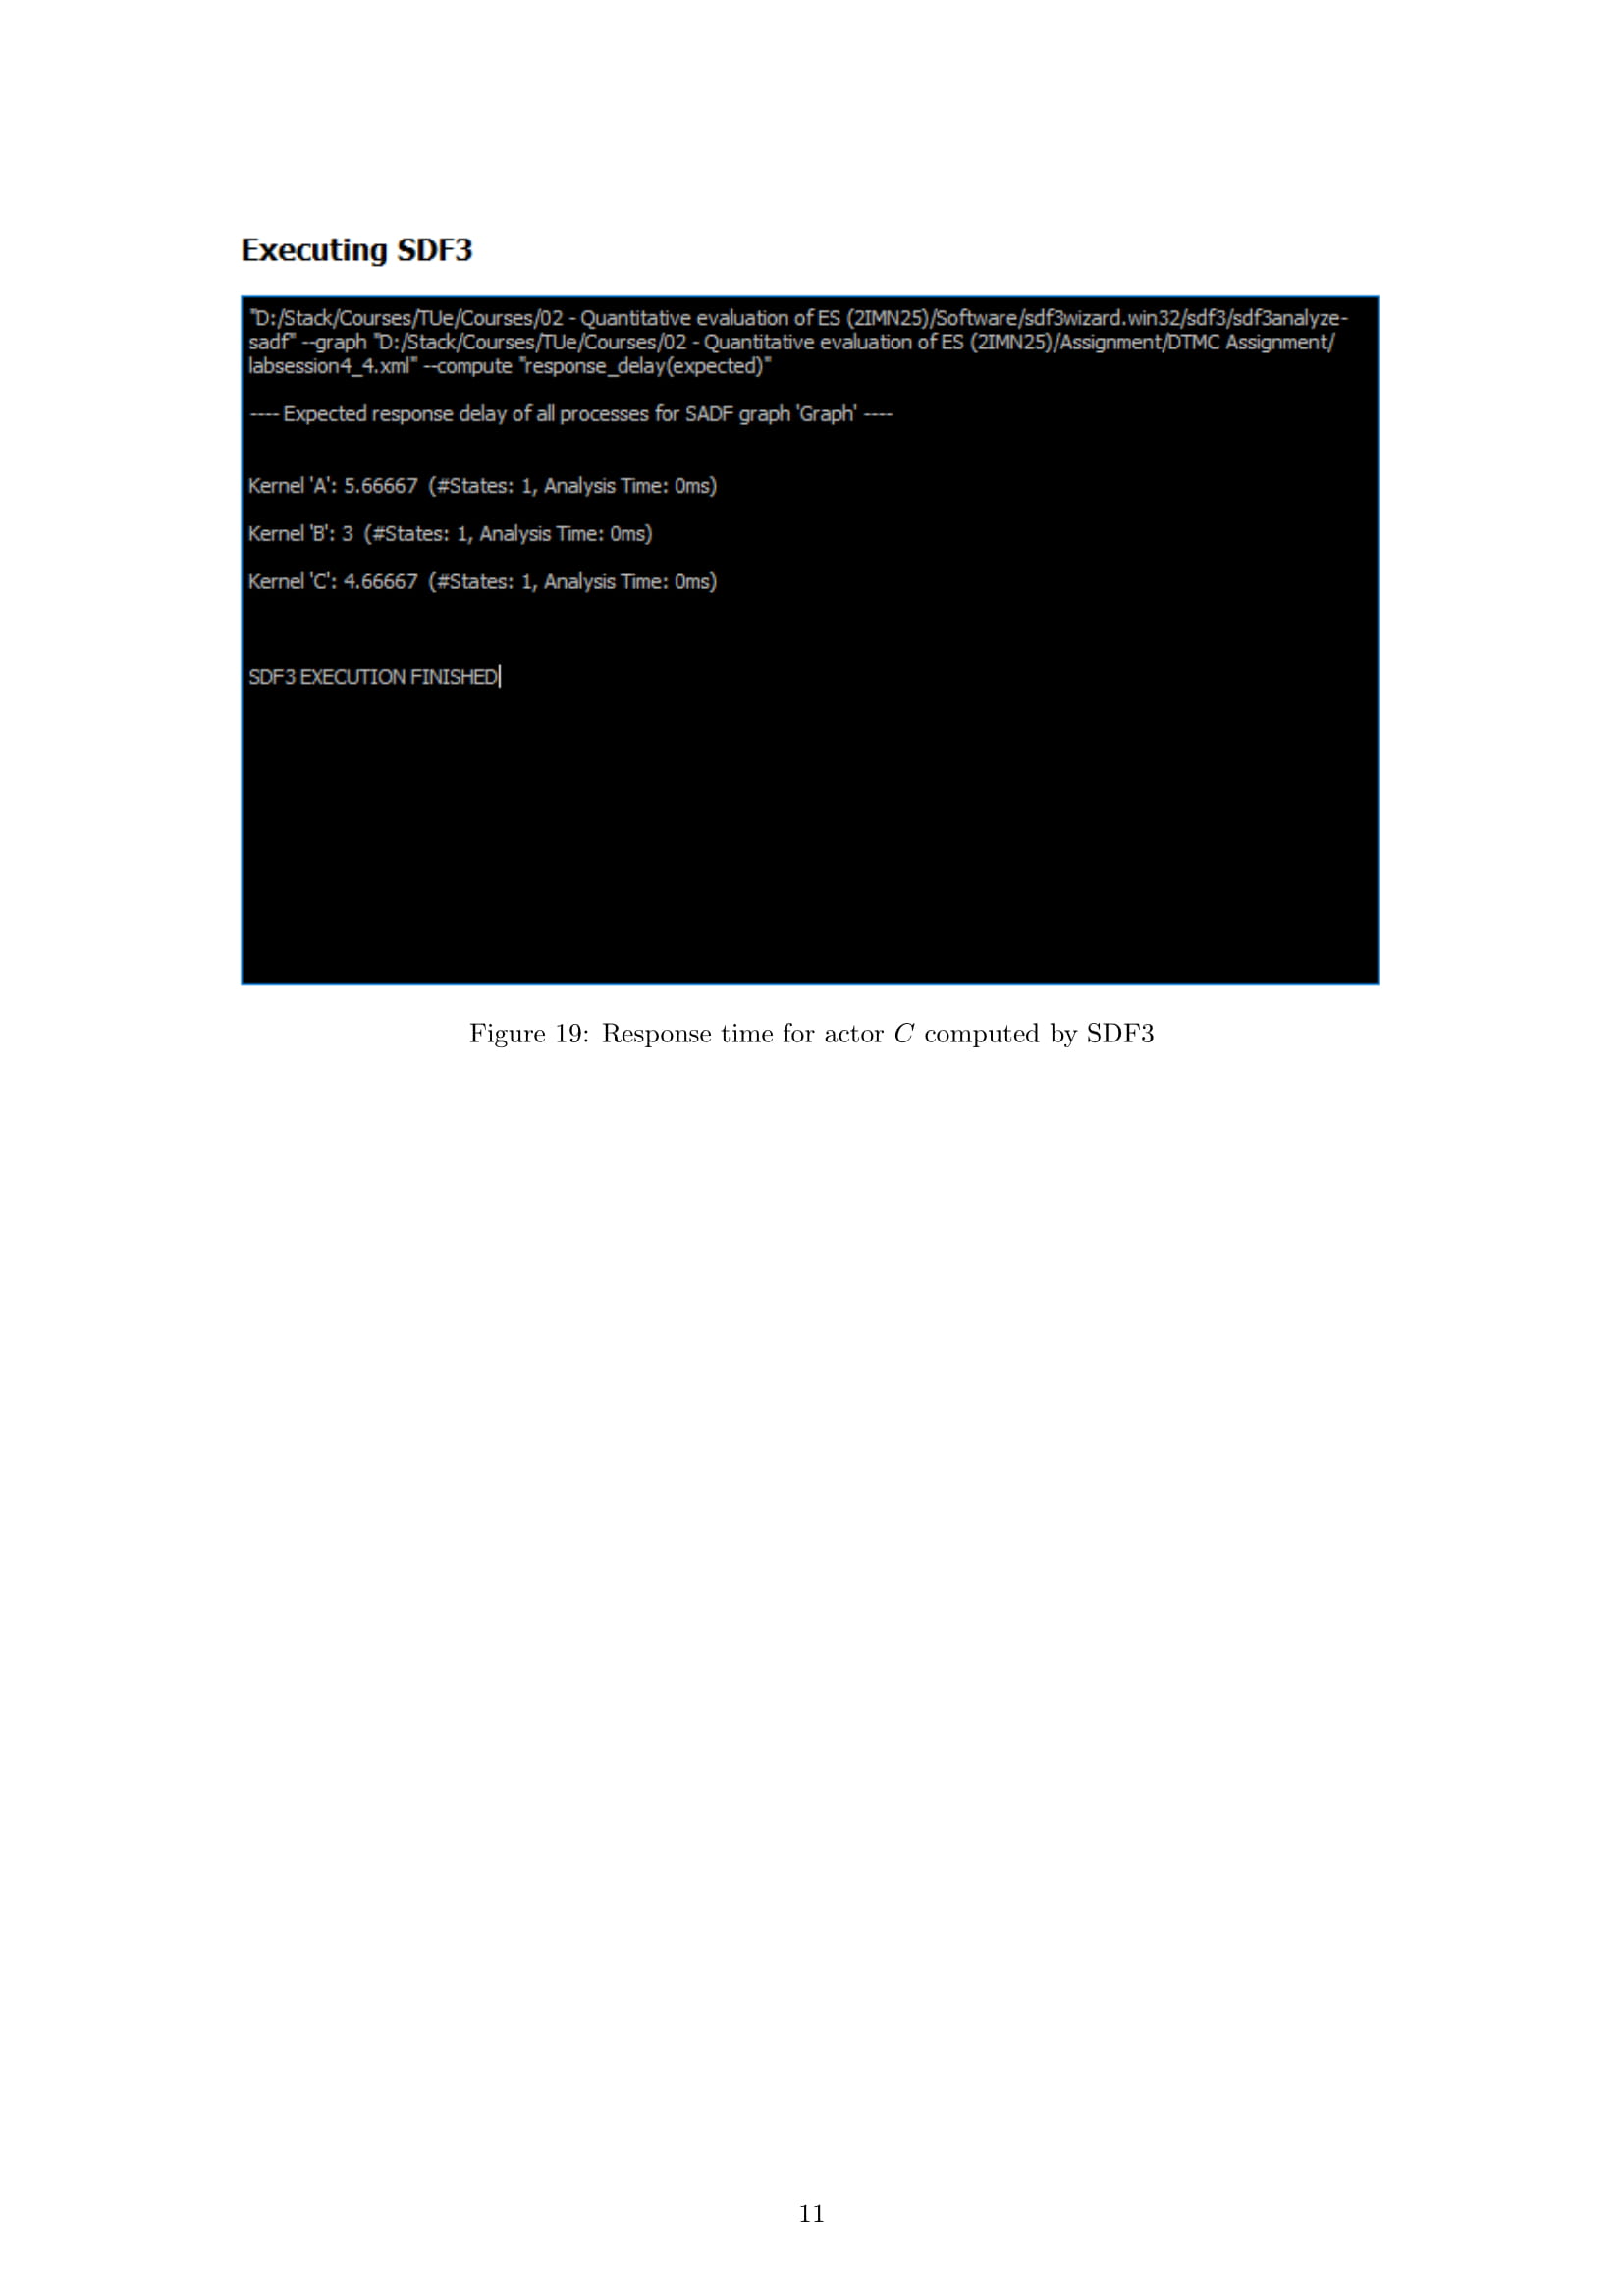 Executing SDF3
"D:/Stack/Courses/TUe/Courses/02 - Quantitative evaluation of ES (2IMN25)/Software/sdf3wizard.win32/sdf3/sdf3analyze-
sadf" --graph "D:/Stack/Courses/TUe/Courses/02 - Quantitative evaluation of ES (2IMN25)/Assignment/DTMC Assignment/
labsession4_4.xml" --compute "response_delay(expected)"
---- Expected response delay of all processes for SADF graph 'Graph' ----
Kernel 'A': 5.66667 (#States: 1, Analysis Time: 0ms)
Kernel 'B': 3 (#States: 1, Analysis Time: 0ms)
Kernel 'C': 4.66667 (#States: 1, Analysis Time: 0ms)
SDF3 EXECUTION FINISHED
Figure 19: Response time for actor C computed by SDF3
11